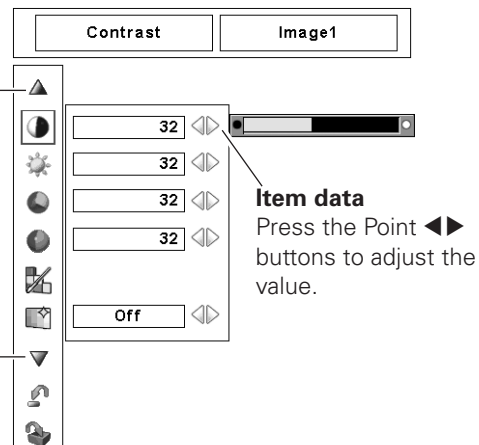 Contrast Image1
32
32
32
32
Off
Item data
Press the Point ◀▶
buttons to adjust the
value.